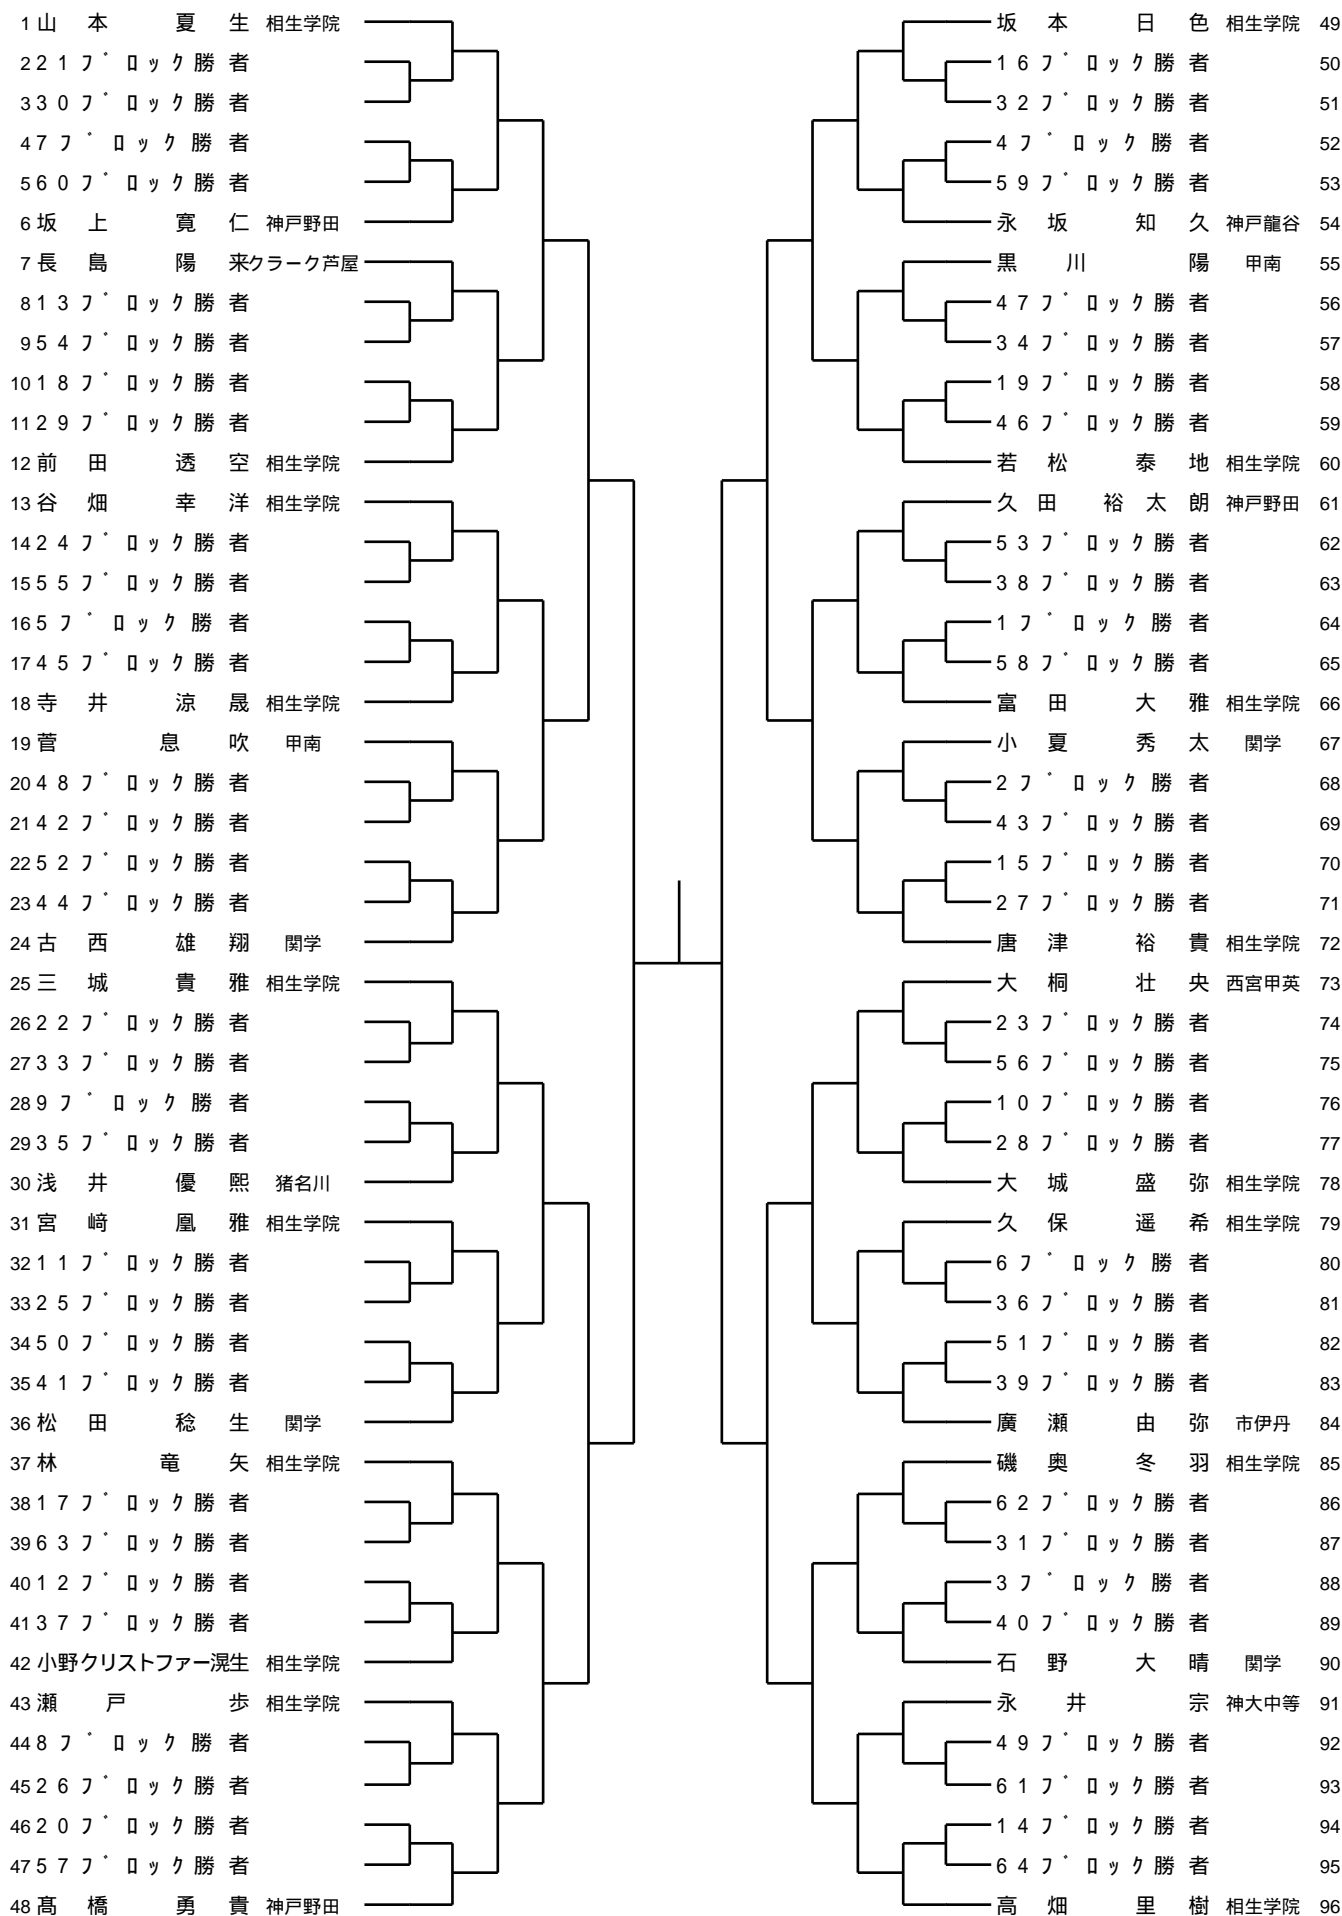 1 山本 夏生 相生学院
2 21ブロック勝者
3 30ブロック勝者
4 7ブロック勝者
5 60ブロック勝者
6 坂上 寛仁 神戸野田
7 長島 陽来 クラーク芦屋
8 13ブロック勝者
9 54ブロック勝者
10 18ブロック勝者
11 29ブロック勝者
12 前田 透空 相生学院
13 谷畑 幸洋 相生学院
14 24ブロック勝者
15 55ブロック勝者
16 5ブロック勝者
17 45ブロック勝者
18 寺井 涼晟 相生学院
19 菅 息吹 甲南
20 48ブロック勝者
21 42ブロック勝者
22 52ブロック勝者
23 44ブロック勝者
24 古西 雄翔 関学
25 三城 貴雅 相生学院
26 22ブロック勝者
27 33ブロック勝者
28 9ブロック勝者
29 35ブロック勝者
30 浅井 優熙 猪名川
31 宮﨑 凰雅 相生学院
32 11ブロック勝者
33 25ブロック勝者
34 50ブロック勝者
35 41ブロック勝者
36 松田 稔生 関学
37 林 竜矢 相生学院
38 17ブロック勝者
39 63ブロック勝者
40 12ブロック勝者
41 37ブロック勝者
42 小野クリストファー滉生 相生学院
43 瀬戸 歩 相生学院
44 8ブロック勝者
45 26ブロック勝者
46 20ブロック勝者
47 57ブロック勝者
48 髙橋 勇貴 神戸野田
坂本 日色 相生学院 49
16ブロック勝者 50
32ブロック勝者 51
4ブロック勝者 52
59ブロック勝者 53
永坂 知久 神戸龍谷 54
黒川 陽 甲南 55
47ブロック勝者 56
34ブロック勝者 57
19ブロック勝者 58
46ブロック勝者 59
若松 泰地 相生学院 60
久田 裕太朗 神戸野田 61
53ブロック勝者 62
38ブロック勝者 63
1ブロック勝者 64
58ブロック勝者 65
富田 大雅 相生学院 66
小夏 秀太 関学 67
2ブロック勝者 68
43ブロック勝者 69
15ブロック勝者 70
27ブロック勝者 71
唐津 裕貴 相生学院 72
大桐 壮央 西宮甲英 73
23ブロック勝者 74
56ブロック勝者 75
10ブロック勝者 76
28ブロック勝者 77
大城 盛弥 相生学院 78
久保 遥希 相生学院 79
6ブロック勝者 80
36ブロック勝者 81
51ブロック勝者 82
39ブロック勝者 83
廣瀬 由弥 市伊丹 84
磯奥 冬羽 相生学院 85
62ブロック勝者 86
31ブロック勝者 87
3ブロック勝者 88
40ブロック勝者 89
石野 大晴 関学 90
永井 宗 神大中等 91
49ブロック勝者 92
61ブロック勝者 93
14ブロック勝者 94
64ブロック勝者 95
高畑 里樹 相生学院 96